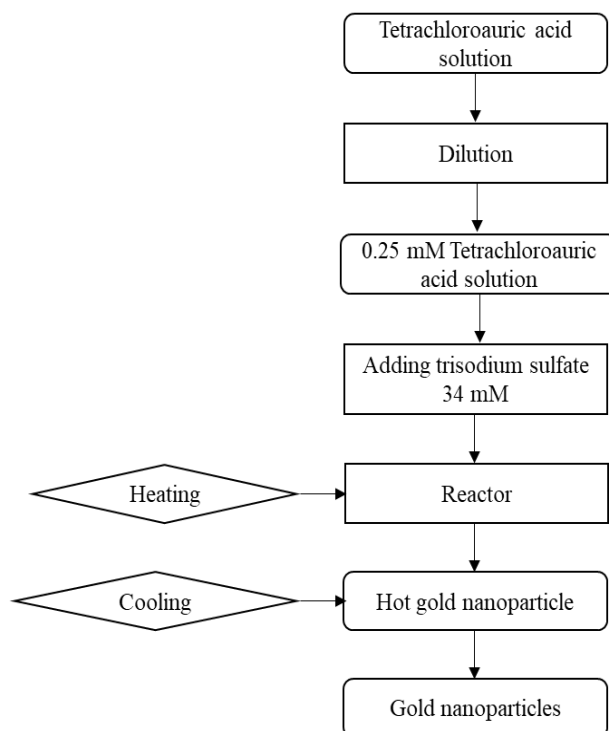 Tetrachloroauric acid
solution
Dilution
0.25 mM Tetrachloroauric
acid solution
Adding trisodium sulfate
34 mM
Heating
Reactor
Cooling
Hot gold nanoparticle
Gold nanoparticles